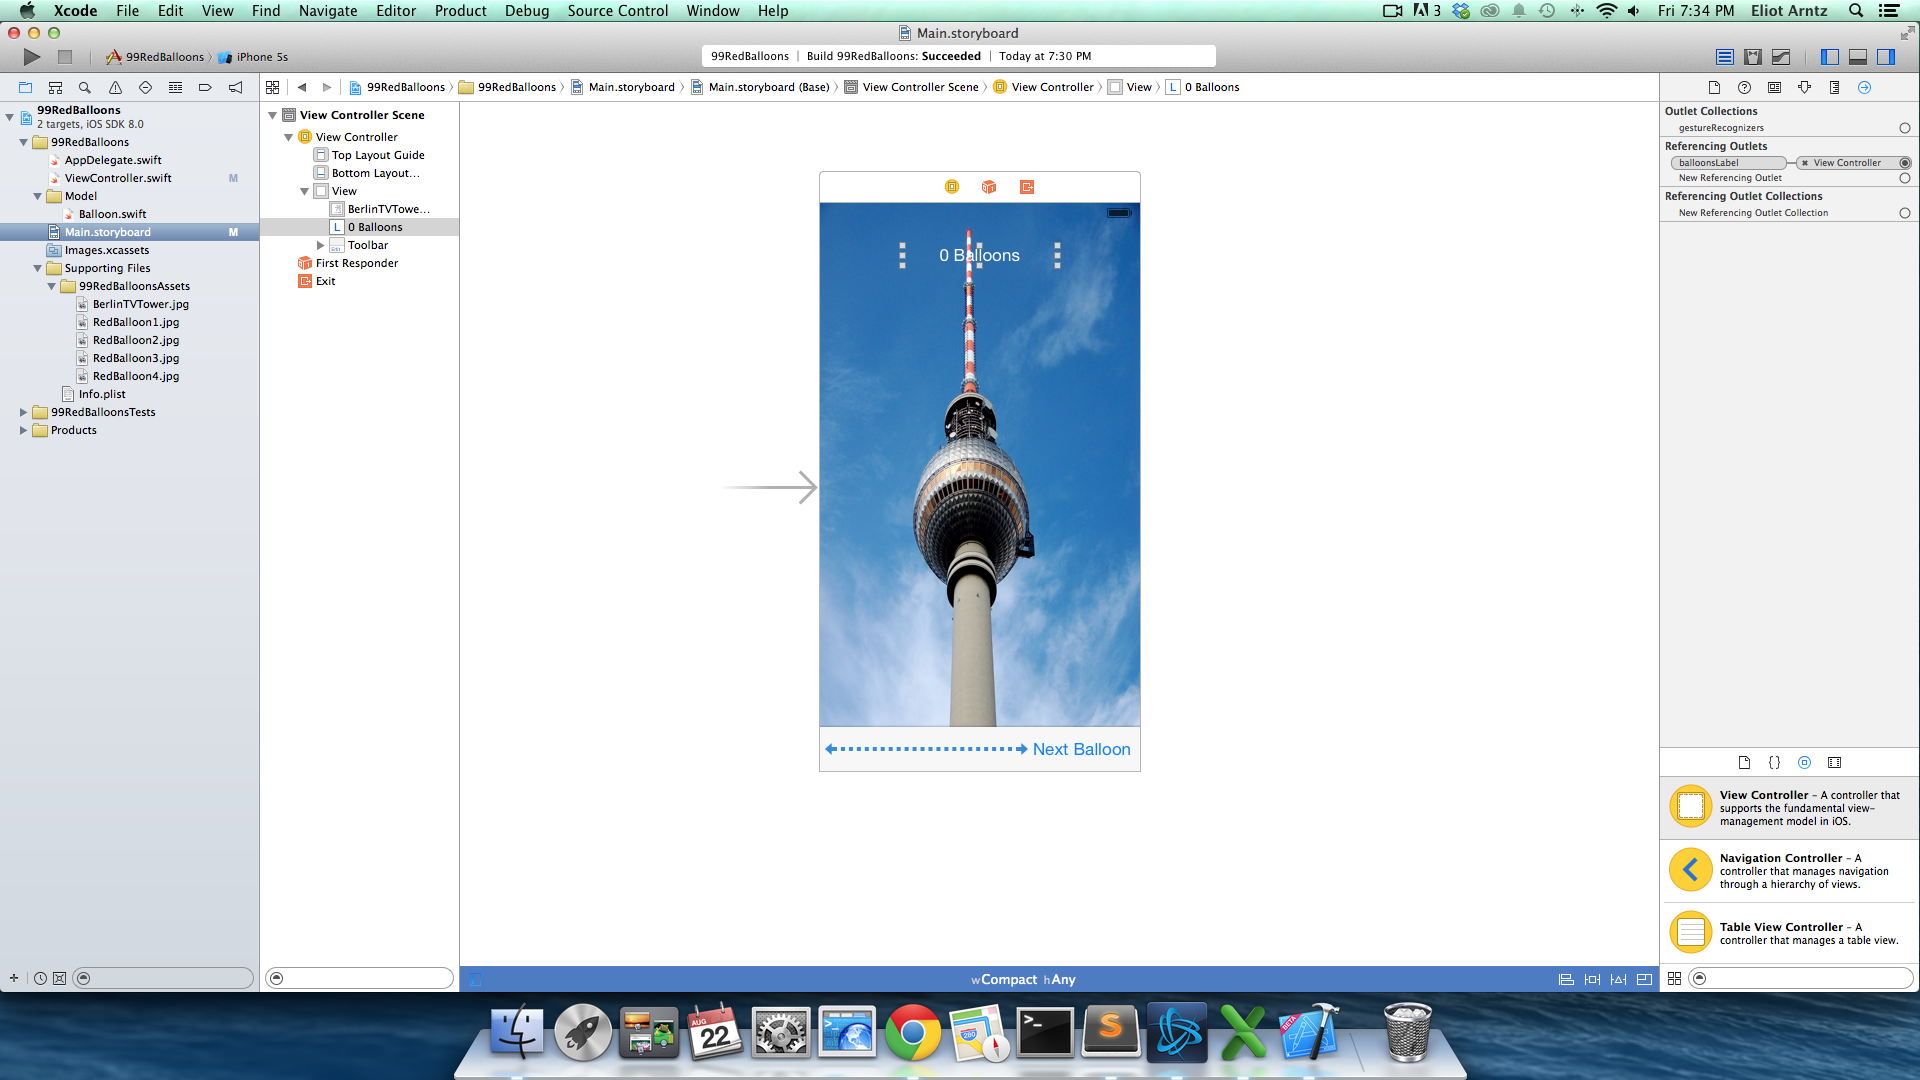 Xcode File Edit View Find Navigate Editor Product Debug Source Control Window Help 3 Fri 7:34 PM Eliot Arntz
Main.storyboard
99RedBalloons iPhone 5s 99RedBalloons | Build 99RedBalloons: Succeeded | Today at 7:30 PM
99RedBalloons 99RedBalloons Main.storyboard Main.storyboard (Base) View Controller Scene View Controller View L 0 Balloons
99RedBalloons
2 targets, iOS SDK 8.0
99RedBalloons
AppDelegate.swift
ViewController.swift M
Model
Balloon.swift
Main.storyboard M
Images.xcassets
Supporting Files
99RedBalloonsAssets
BerlinTVTower.jpg
RedBalloon1.jpg
RedBalloon2.jpg
RedBalloon3.jpg
RedBalloon4.jpg
Info.plist
99RedBalloonsTests
Products
View Controller Scene
View Controller
Top Layout Guide
Bottom Layout...
View
BerlinTVTowe...
L 0 Balloons
Toolbar
First Responder
Exit
0 Balloons
Next Balloon
wCompact hAny
Outlet Collections
gestureRecognizers
Referencing Outlets
balloonsLabel View Controller
New Referencing Outlet
Referencing Outlet Collections
New Referencing Outlet Collection
View Controller - A controller that
supports the fundamental view-
management model in iOS.
Navigation Controller - A
controller that manages navigation
through a hierarchy of views.
Table View Controller - A
controller that manages a table view.
AUG
22
280
S
BETA